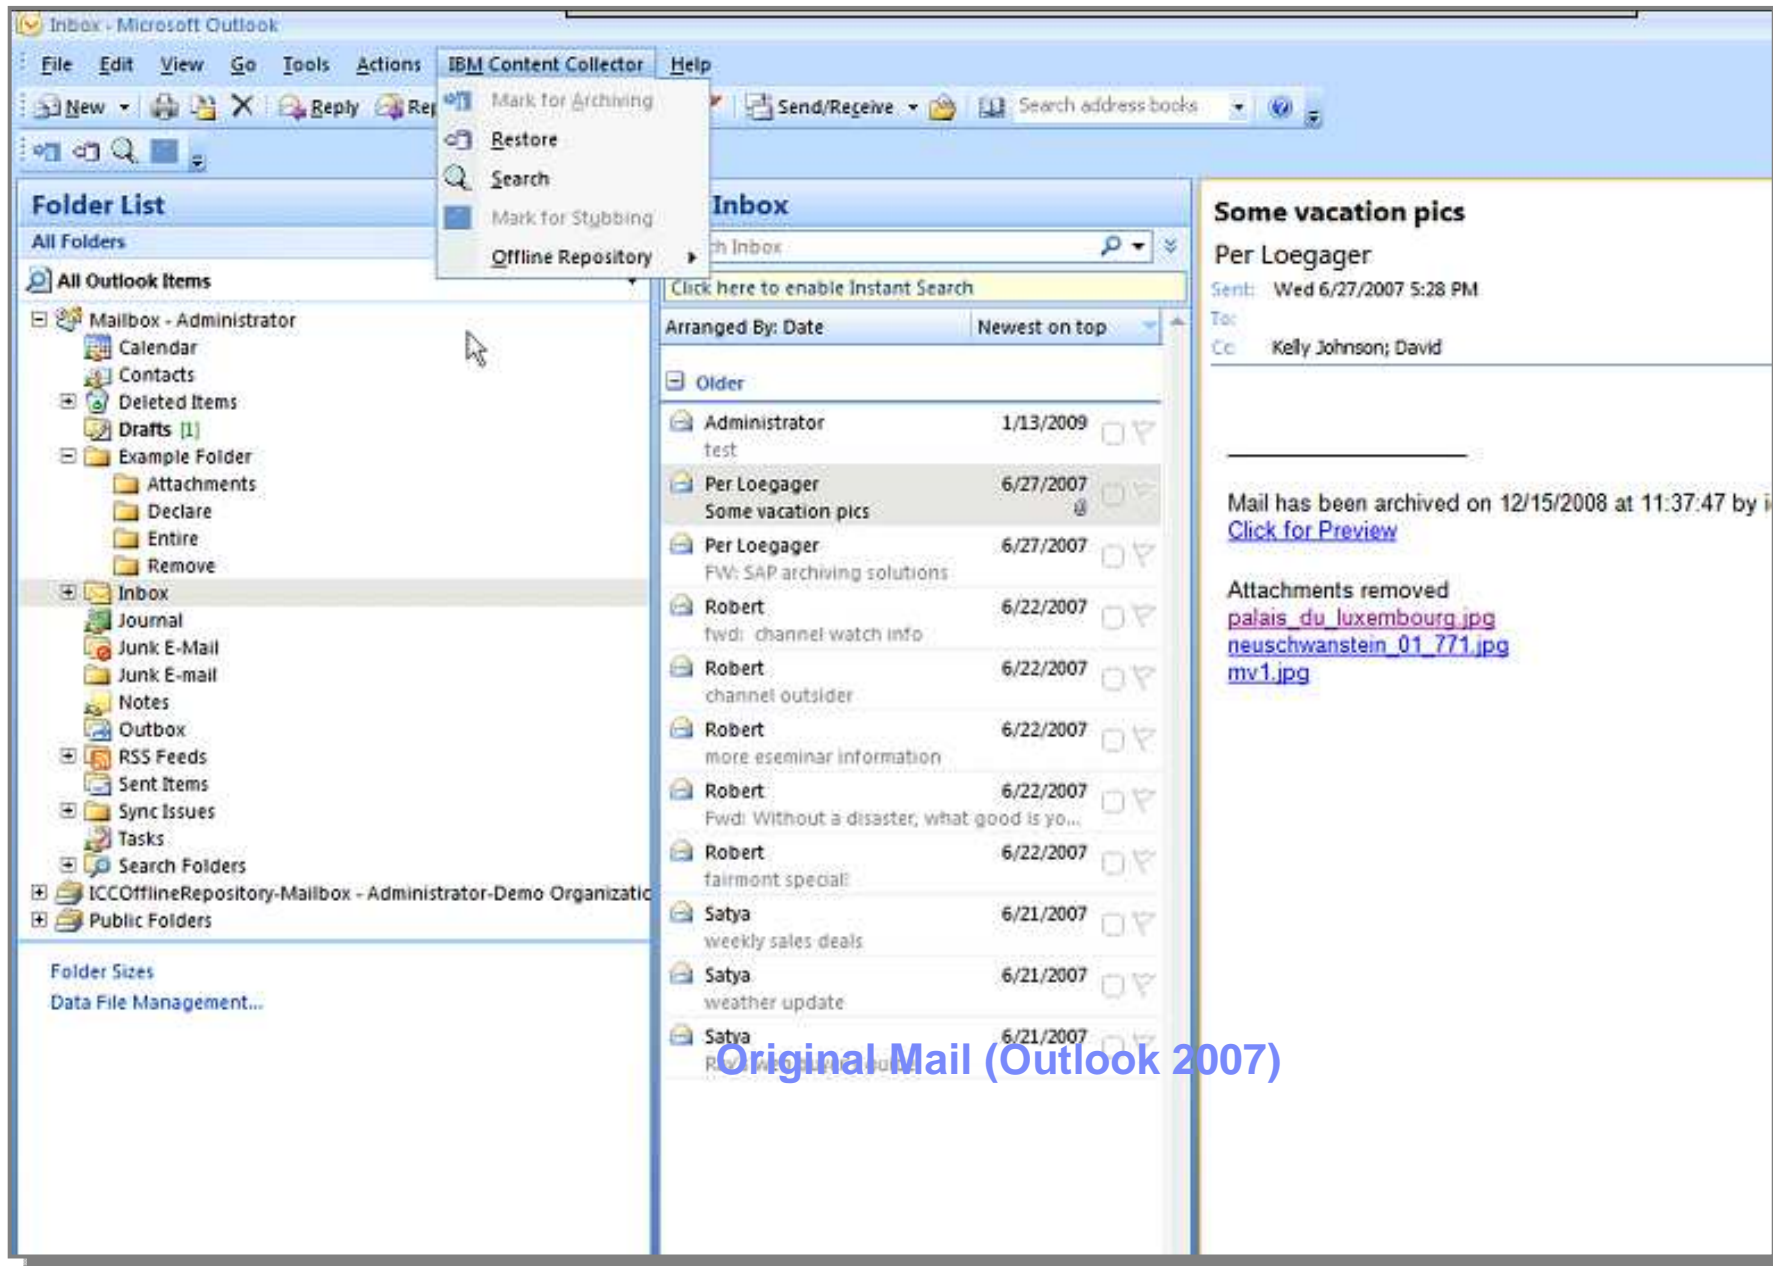 Inbox - Microsoft Outlook
File Edit View Go Tools Actions IBM Content Collector Help
New Reply Send/Receive Search address books
Mark for Archiving
Restore
Search
Mark for Stubbing
Offline Repository
Folder List
All Folders
All Outlook Items
Mailbox - Administrator
Calendar
Contacts
Deleted Items
Drafts [1]
Example Folder
Attachments
Declare
Entire
Remove
Inbox
Journal
Junk E-Mail
Junk E-mail
Notes
Outbox
RSS Feeds
Sent Items
Sync Issues
Tasks
Search Folders
ICCOfflineRepository-Mailbox - Administrator-Demo Organizatio
Public Folders
Folder Sizes
Data File Management...
Inbox
ch Inbox
Click here to enable Instant Search
Arranged By: Date Newest on top
Older
Administrator 1/13/2009
test
Per Loegager 6/27/2007
Some vacation pics
Per Loegager 6/27/2007
FW: SAP archiving solutions
Robert 6/22/2007
fwd: channel watch info
Robert 6/22/2007
channel outsider
Robert 6/22/2007
more eseminar information
Robert 6/22/2007
Fwd: Without a disaster, what good is yo...
Robert 6/22/2007
fairmont special!
Satya 6/21/2007
weekly sales deals
Satya 6/21/2007
weather update
Satya 6/21/2007
Original Mail (Outlook 2007)
Some vacation pics
Per Loegager
Sent: Wed 6/27/2007 5:28 PM
To:
Cc: Kelly Johnson; David
Mail has been archived on 12/15/2008 at 11:37:47 by i
Click for Preview
Attachments removed
palais_du_luxembourg.jpg
neuschwanstein_01_771.jpg
mv1.jpg